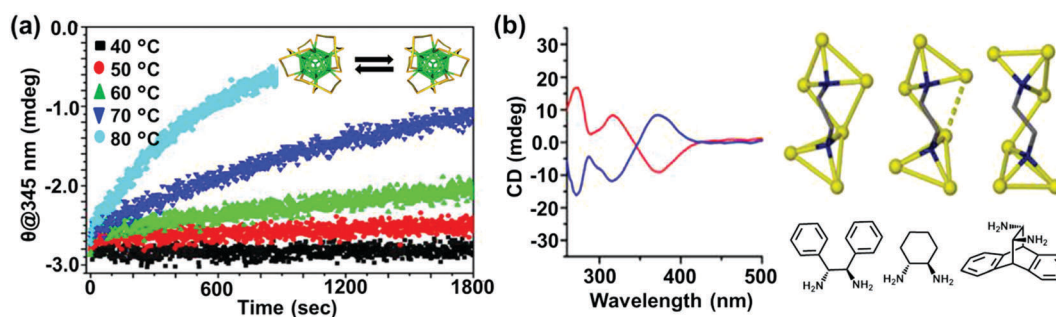 (a)
θ@345 nm (mdeg)
0.0
-1.0
-2.0
-3.0
40 °C
50 °C
60 °C
70 °C
80 °C
0
600
1200
1800
Time (sec)
(b)
CD (mdeg)
30
20
10
0
-10
-20
-30
300
400
500
Wavelength (nm)
NH₂
NH₂
NH₂
NH₂
H₂N
NH₂